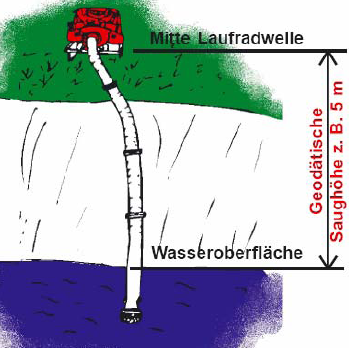 Mitte Laufradwelle
Geodätische
Saughöhe z. B. 5 m
Wasseroberfläche